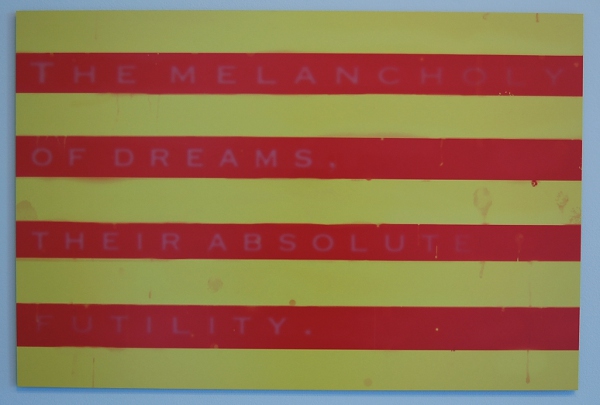 THE MELANCHOLY
OF DREAMS,
THEIR ABSOLUTE
FUTILITY.